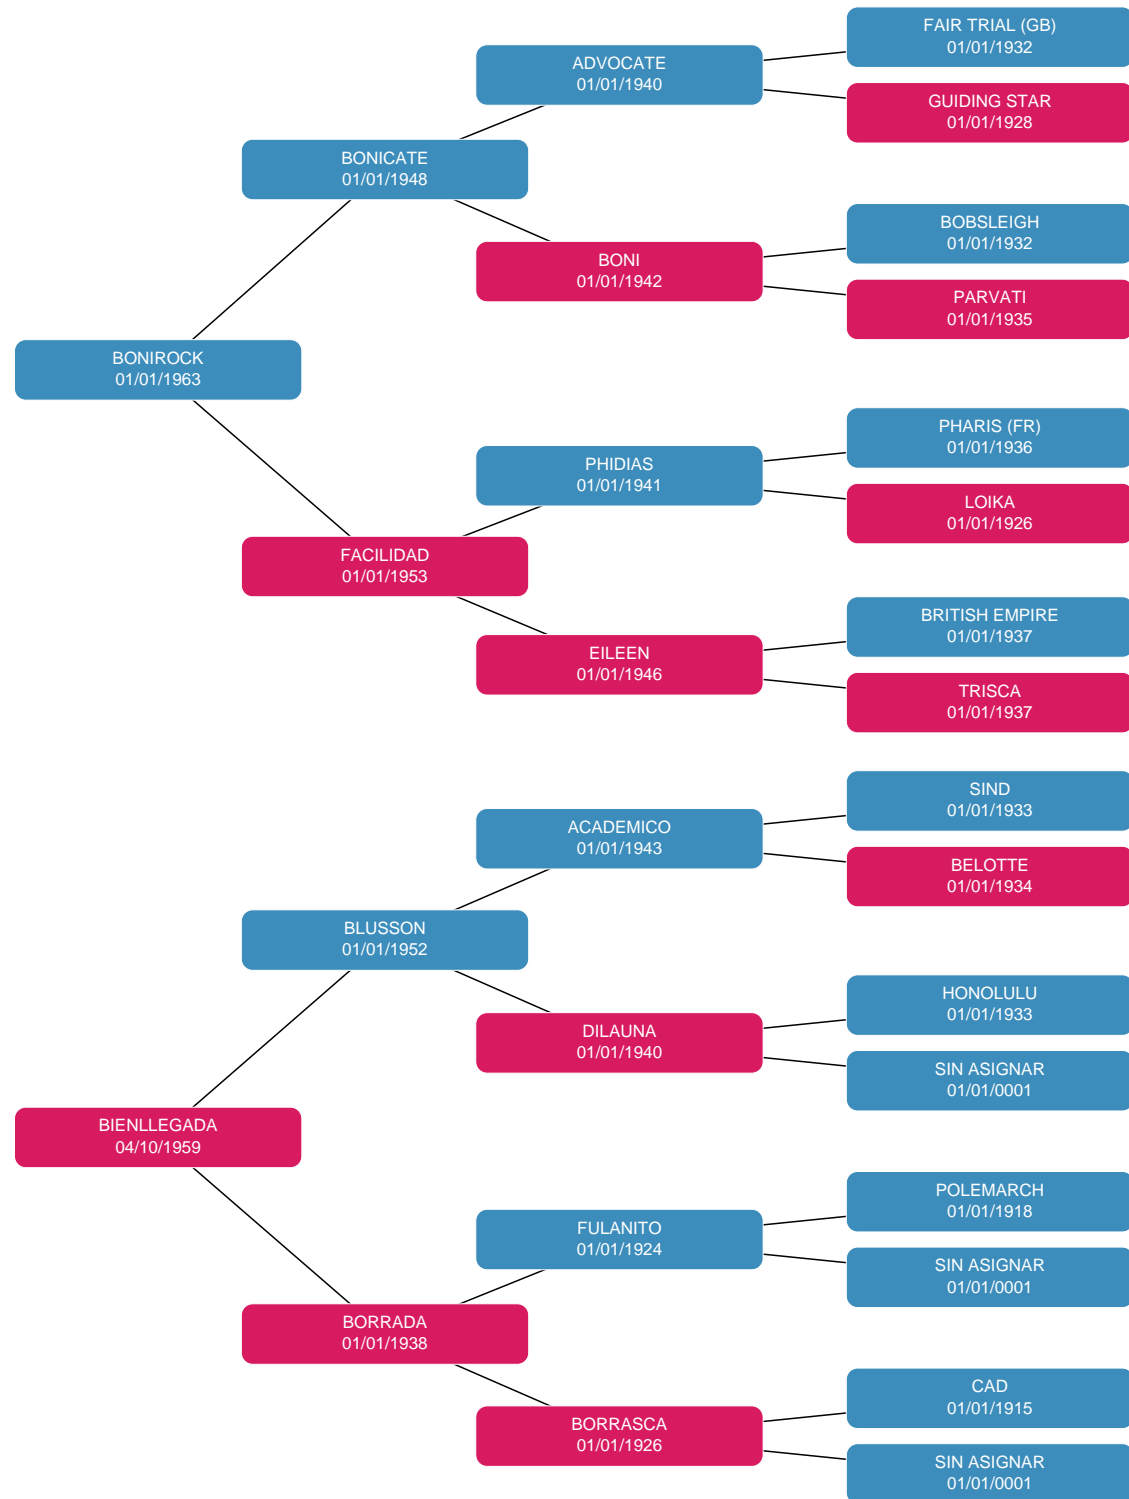 FAIR TRIAL (GB)
01/01/1932
ADVOCATE
01/01/1940
GUIDING STAR
01/01/1928
BONICATE
01/01/1948
BOBSLEIGH
01/01/1932
BONI
01/01/1942
PARVATI
01/01/1935
BONIROCK
01/01/1963
PHARIS (FR)
01/01/1936
PHIDIAS
01/01/1941
LOIKA
01/01/1926
FACILIDAD
01/01/1953
BRITISH EMPIRE
01/01/1937
EILEEN
01/01/1946
TRISCA
01/01/1937
SIND
01/01/1933
ACADEMICO
01/01/1943
BELOTTE
01/01/1934
BLUSSON
01/01/1952
HONOLULU
01/01/1933
DILAUNA
01/01/1940
SIN ASIGNAR
01/01/0001
BIENLLEGADA
04/10/1959
POLEMARCH
01/01/1918
FULANITO
01/01/1924
SIN ASIGNAR
01/01/0001
BORRADA
01/01/1938
CAD
01/01/1915
BORRASCA
01/01/1926
SIN ASIGNAR
01/01/0001